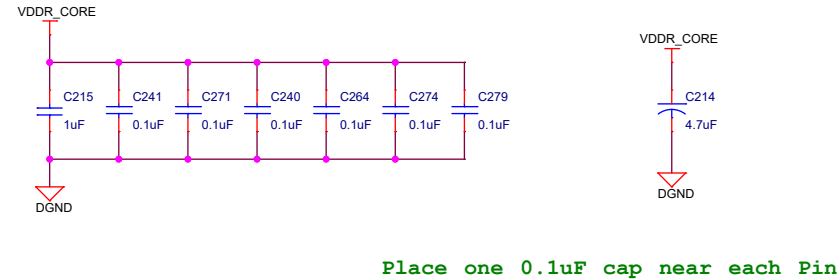 VDDR_CORE
VDDR_CORE
C215 C241 C271 C240 C264 C274 C279 C214
1uF 0.1uF 0.1uF 0.1uF 0.1uF 0.1uF 0.1uF 4.7uF
DGND
DGND
Place one 0.1uF cap near each Pin